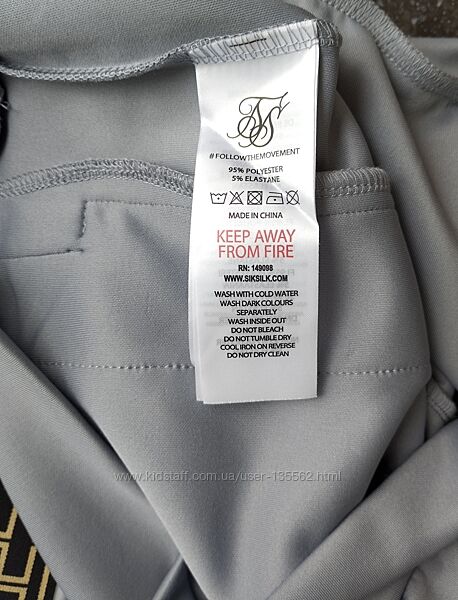 #FOLLOWTHEMOVEMENT
95% POLYESTER
5% ELASTANE
MADE IN CHINA
KEEP AWAY
FROM FIRE
RN: 149098
WWW.SIKSILK.COM
WASH WITH COLD WATER
WASH DARK COLOURS
SEPARATELY
WASH INSIDE OUT
DO NOT BLEACH
DO NOT TUMBLE DRY
COOL IRON ON REVERSE
DO NOT DRY CLEAN
www.kidstaff.com.ua/user-135562.html